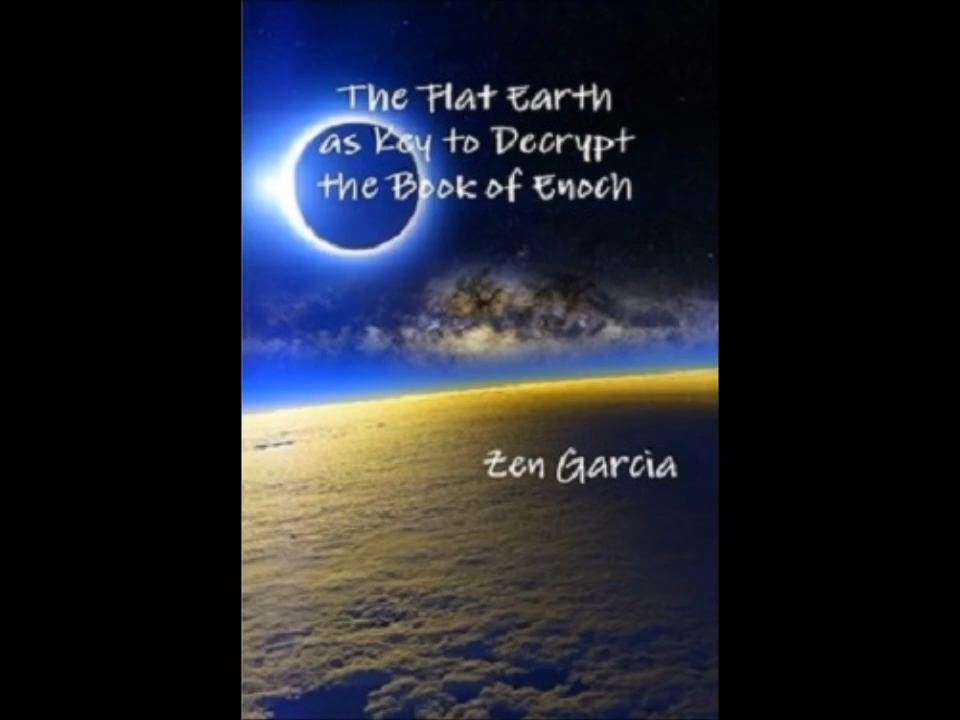 The Flat Earth
as Key to Decrypt
the Book of Enoch
Zen Garcia